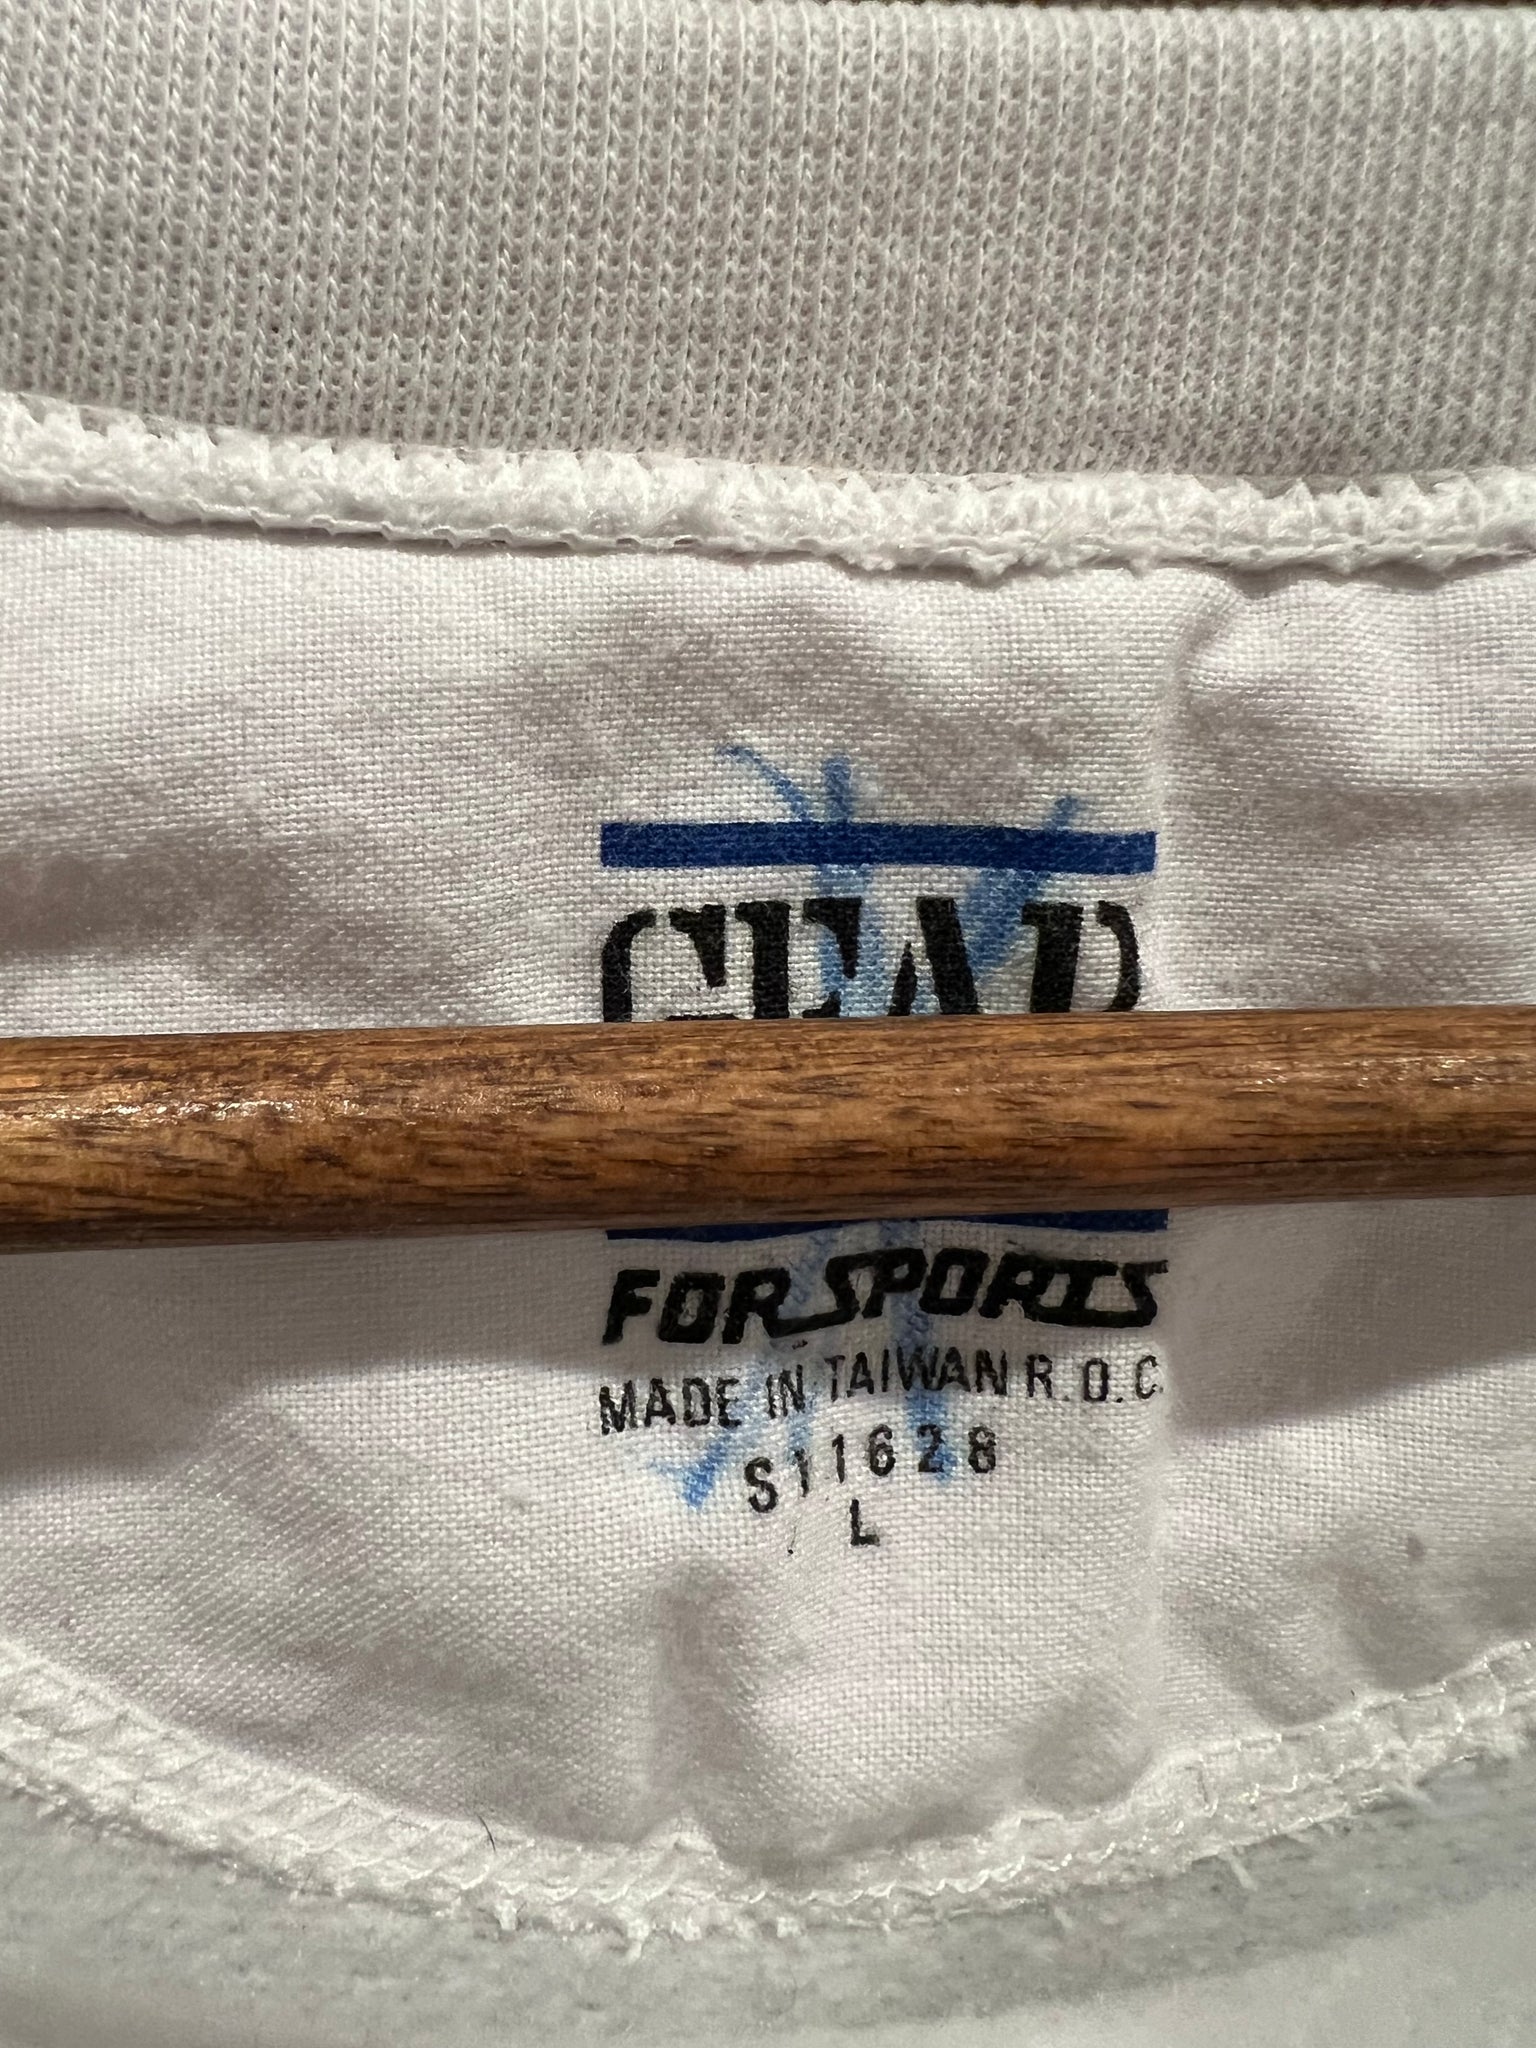 GEAR
FOR SPORTS
MADE IN TAIWAN R.O.C
S11628
L